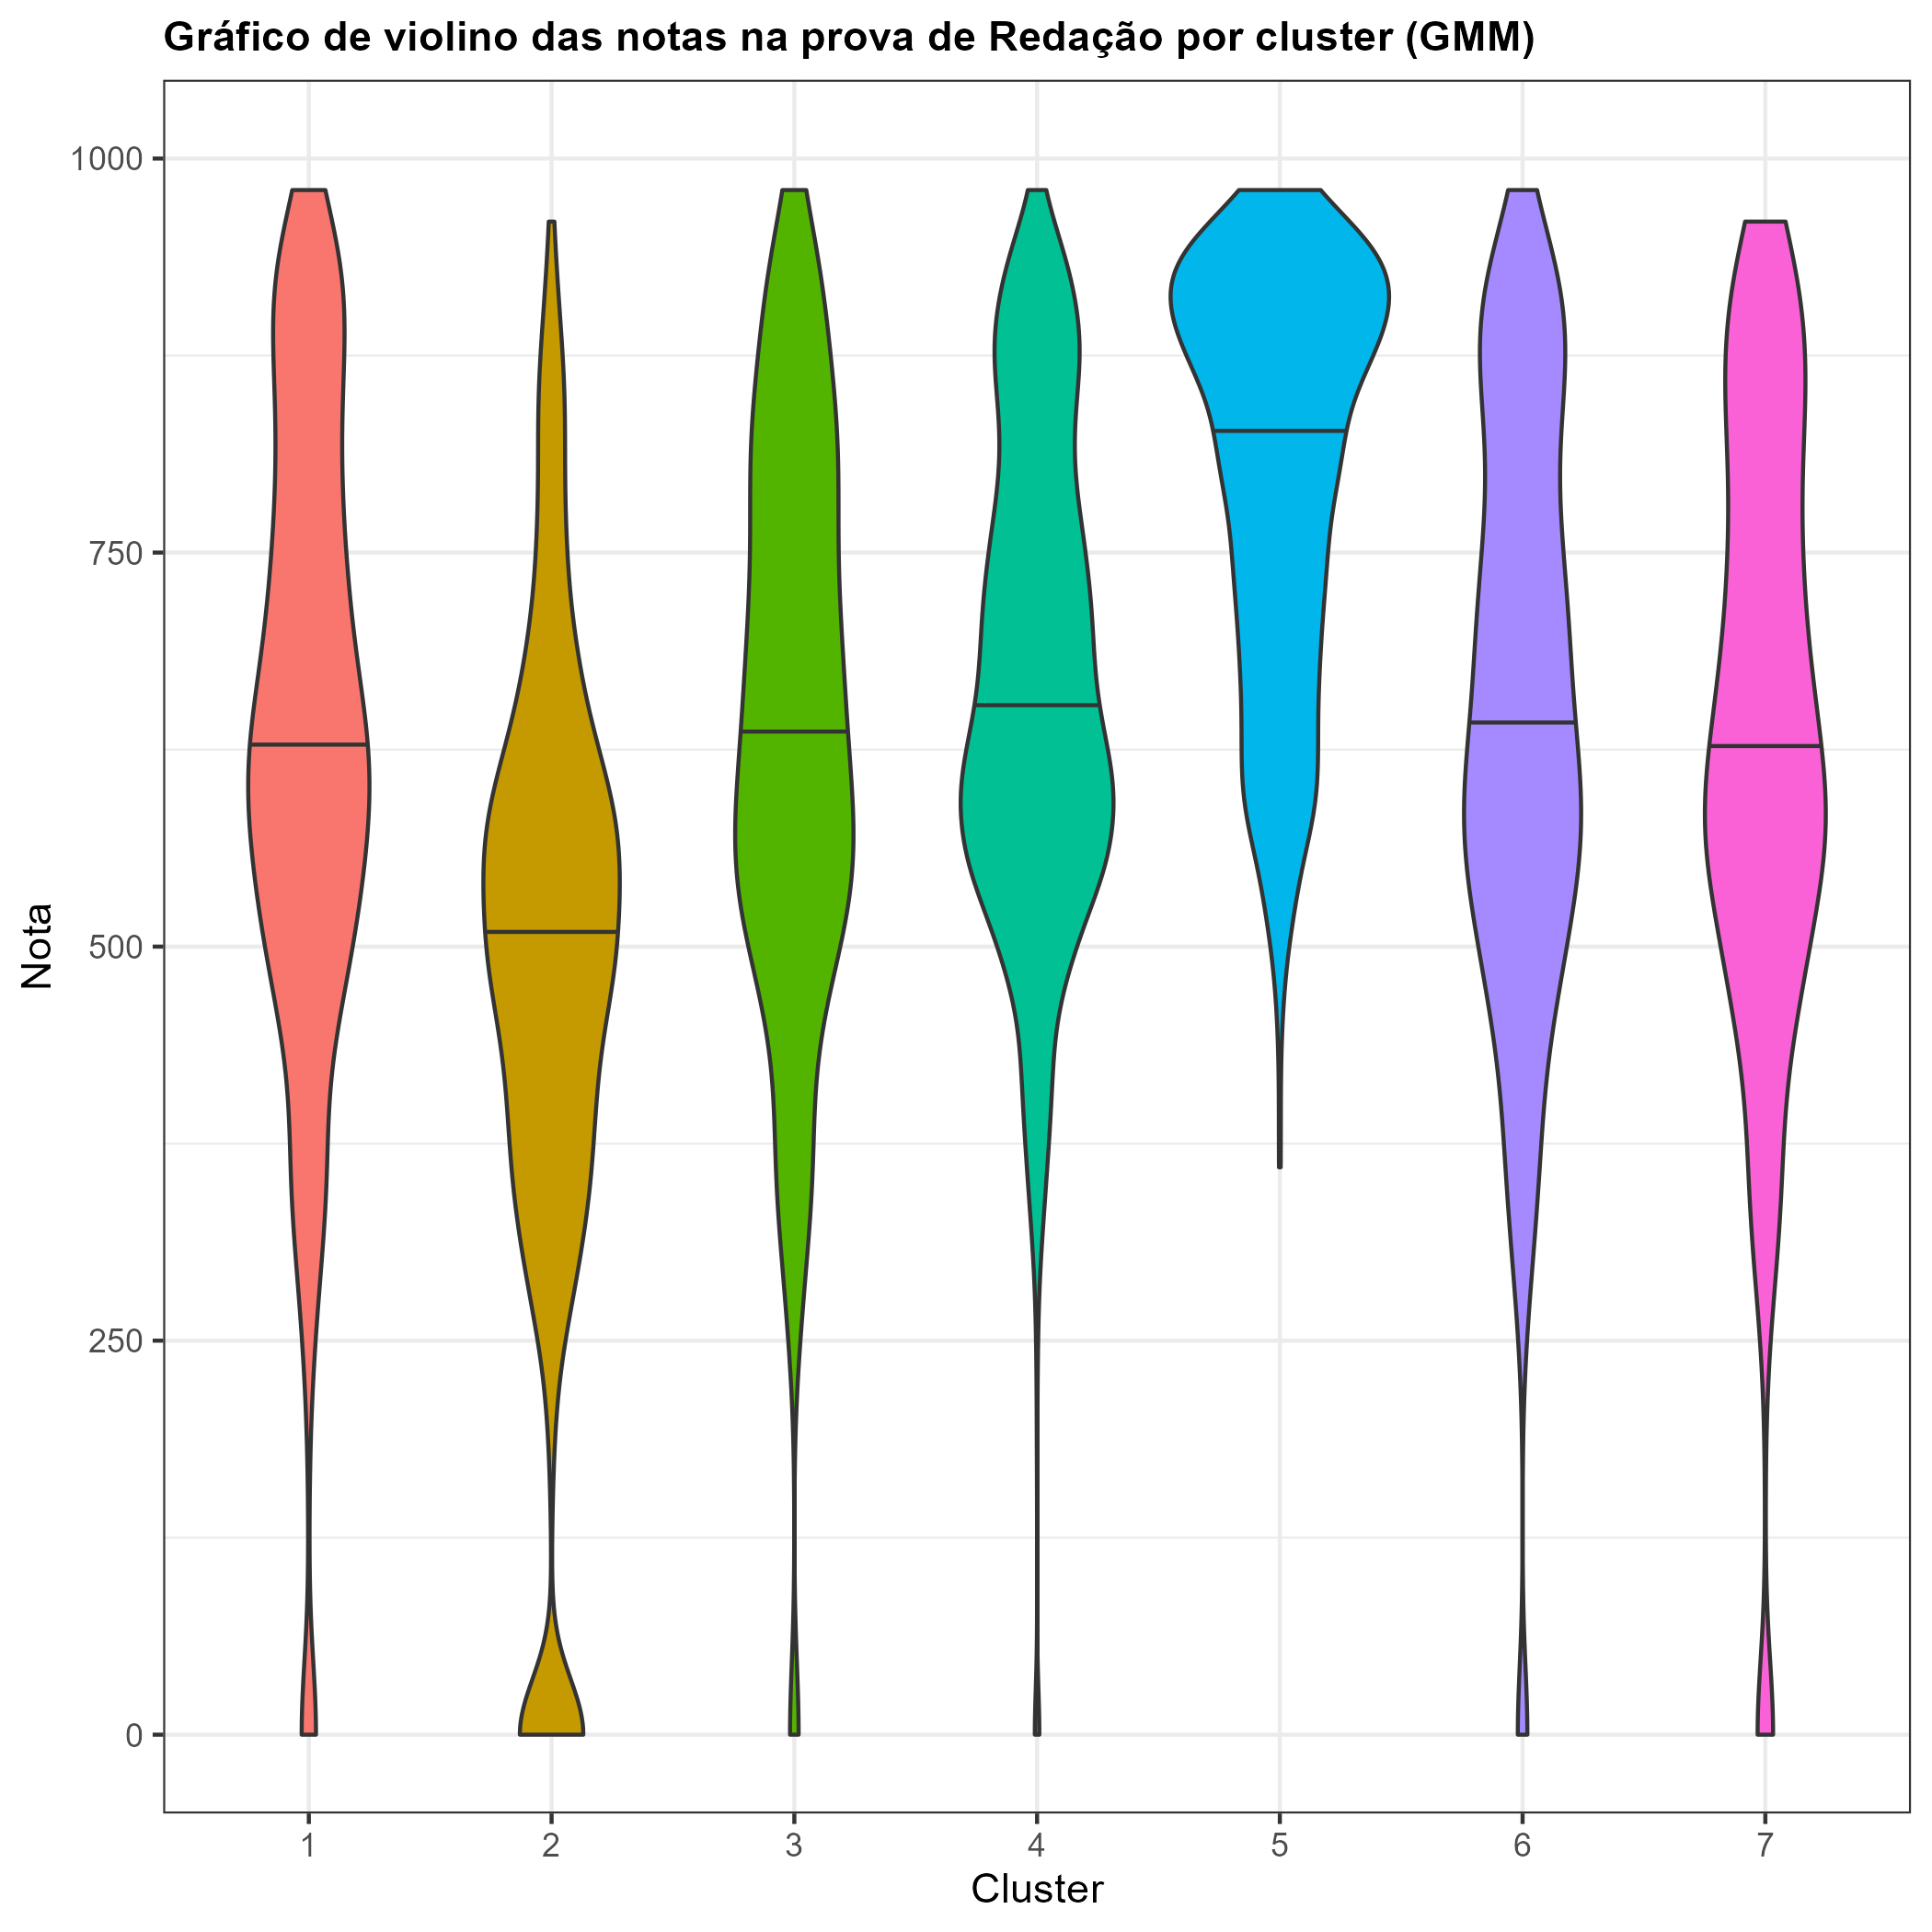 Gráfico de violino das notas na prova de Redação por cluster (GMM)
1000
750
500
250
0
Nota
1 2 3 4 5 6 7
Cluster